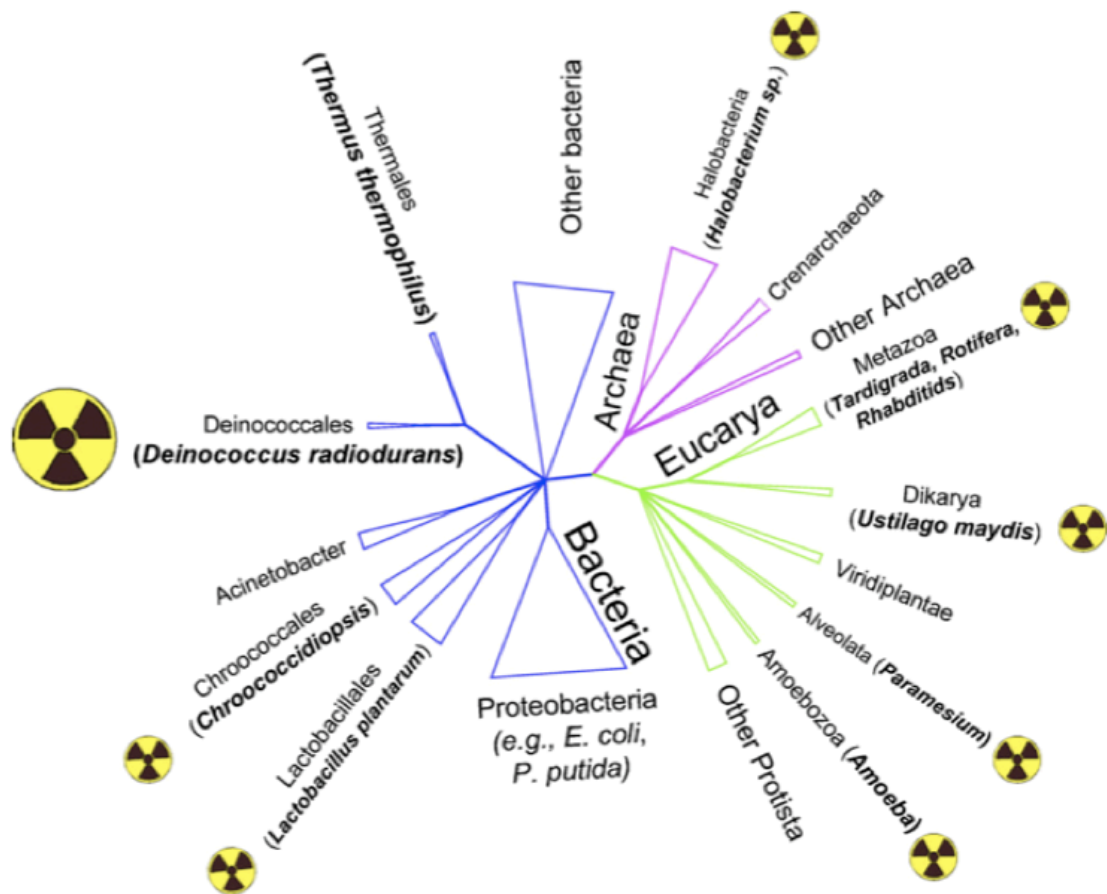 Thermales
(Thermus thermophilus)
Other bacteria
Halobacteria
(Halobacterium sp.)
Crenarchaeota
Other Archaea
Metazoa
(Tardigrada, Rotifera,
Rhabditids)
Archaea
Eucarya
Deinococcales
(Deinococcus radiodurans)
Dikarya
(Ustilago maydis)
Acinetobacter
Bacteria
Viridiplantae
Chroococcales
(Chroococcidiopsis)
Alveolata (Paramesium)
Lactobacillales
(Lactobacillus plantarum)
Proteobacteria
(e.g., E. coli,
P. putida)
Amoebozoa (Amoeba)
Other Protista